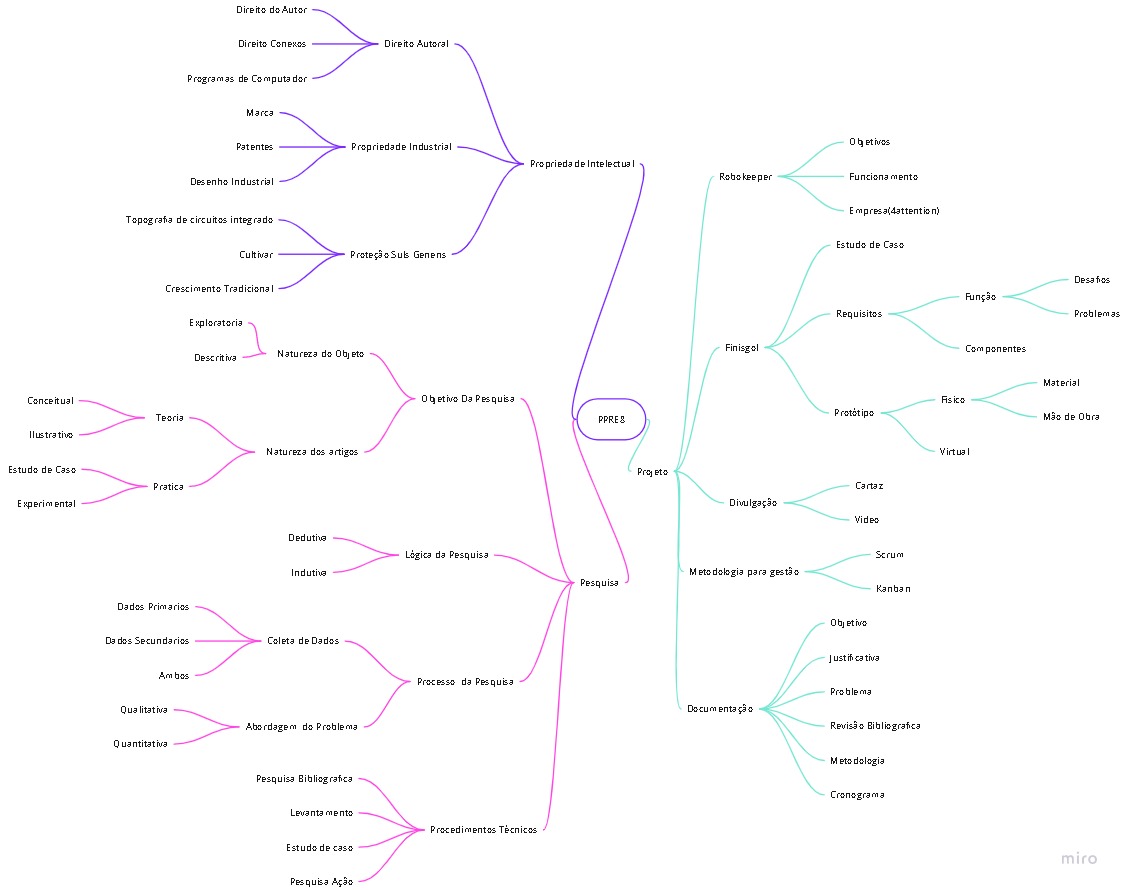 PPRE8
Propriedade Intelectual
Direito Autoral
Direito do Autor
Direito Conexos
Programas de Computador
Propriedade Industrial
Marca
Patentes
Desenho Industrial
Proteção Suls Genens
Topografia de circuitos integrado
Cultivar
Crescimento Tradicional
Pesquisa
Objetivo Da Pesquisa
Natureza do Objeto
Exploratoria
Descritiva
Natureza dos artigos
Teoria
Conceitual
Ilustrativo
Pratica
Estudo de Caso
Experimental
Lógica da Pesquisa
Dedutiva
Indutiva
Processo da Pesquisa
Coleta de Dados
Dados Primarios
Dados Secundarios
Ambos
Abordagem do Problema
Qualitativa
Quantitativa
Procedimentos Técnicos
Pesquisa Bibliografica
Levantamento
Estudo de caso
Pesquisa Ação
Projeto
Robokeeper
Objetivos
Funcionamento
Empresa(4attention)
Finisgol
Estudo de Caso
Requisitos
Função
Desafios
Problemas
Componentes
Protótipo
Fisico
Material
Mão de Obra
Virtual
Divulgação
Cartaz
Video
Metodologia para gestão
Scrum
Kanban
Documentação
Objetivo
Justificativa
Problema
Revisão Bibliografica
Metodologia
Cronograma
miro